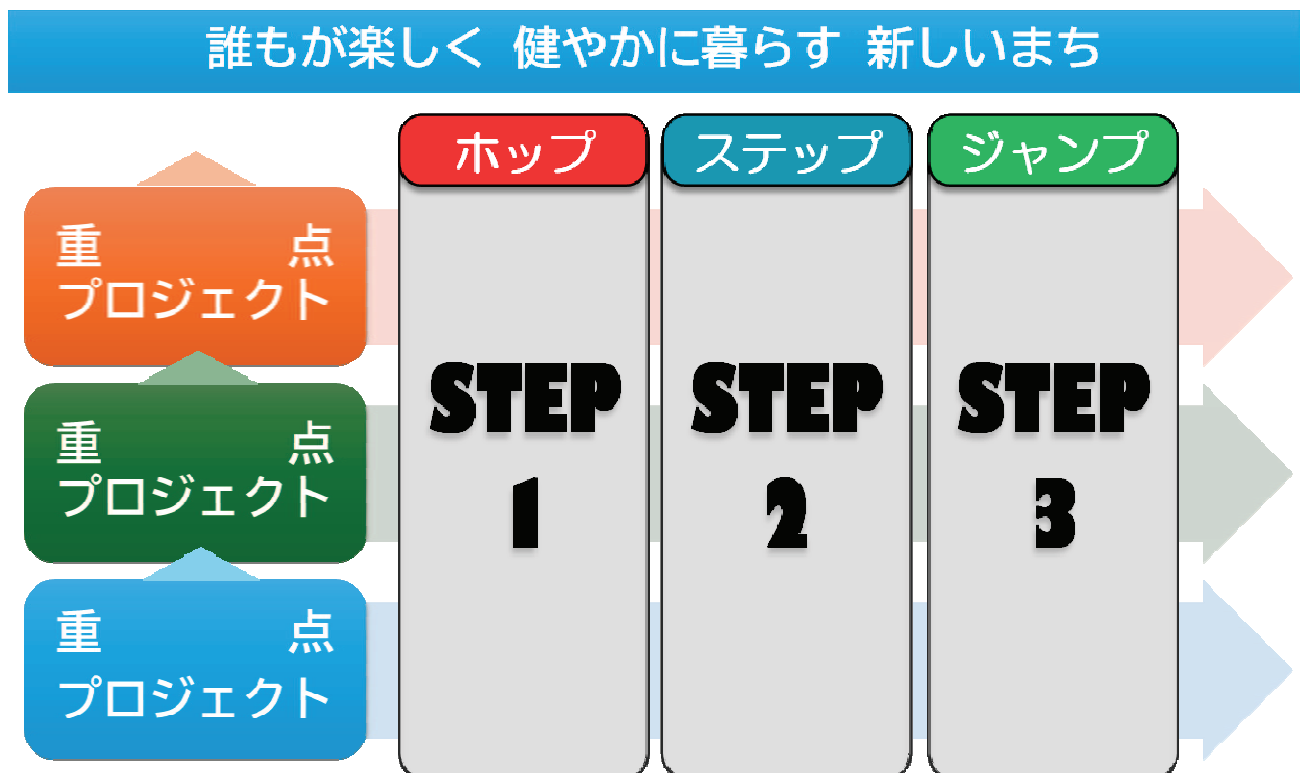 誰もが楽しく 健やかに暮らす 新しいまち
ホップ
ステップ
ジャンプ
重点
プロジェクト
重点
プロジェクト
重点
プロジェクト
STEP
1
STEP
2
STEP
3